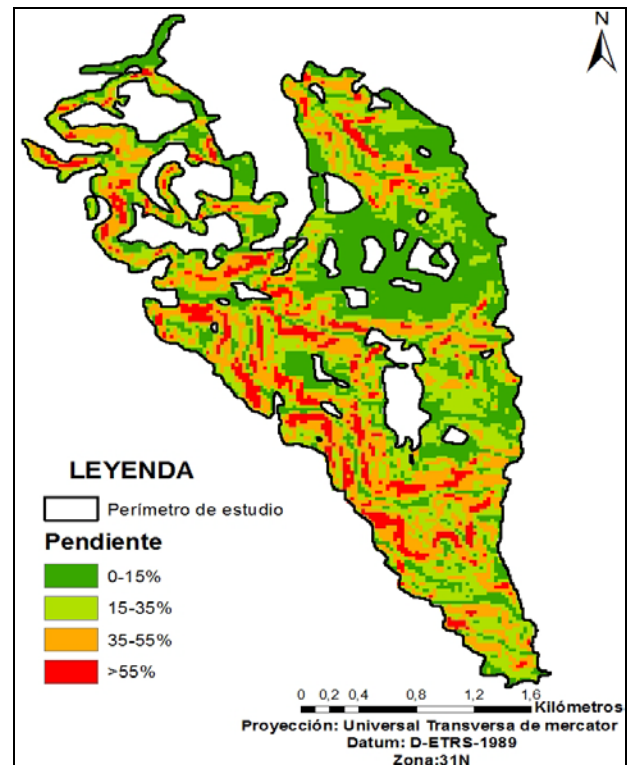 N
LEYENDA
Perímetro de estudio
Pendiente
0-15%
15-35%
35-55%
>55%
0 0,2 0,4 0,8 1,2 1,6
Kilómetros
Proyección: Universal Transversa de mercator
Datum: D-ETRS-1989
Zona:31N